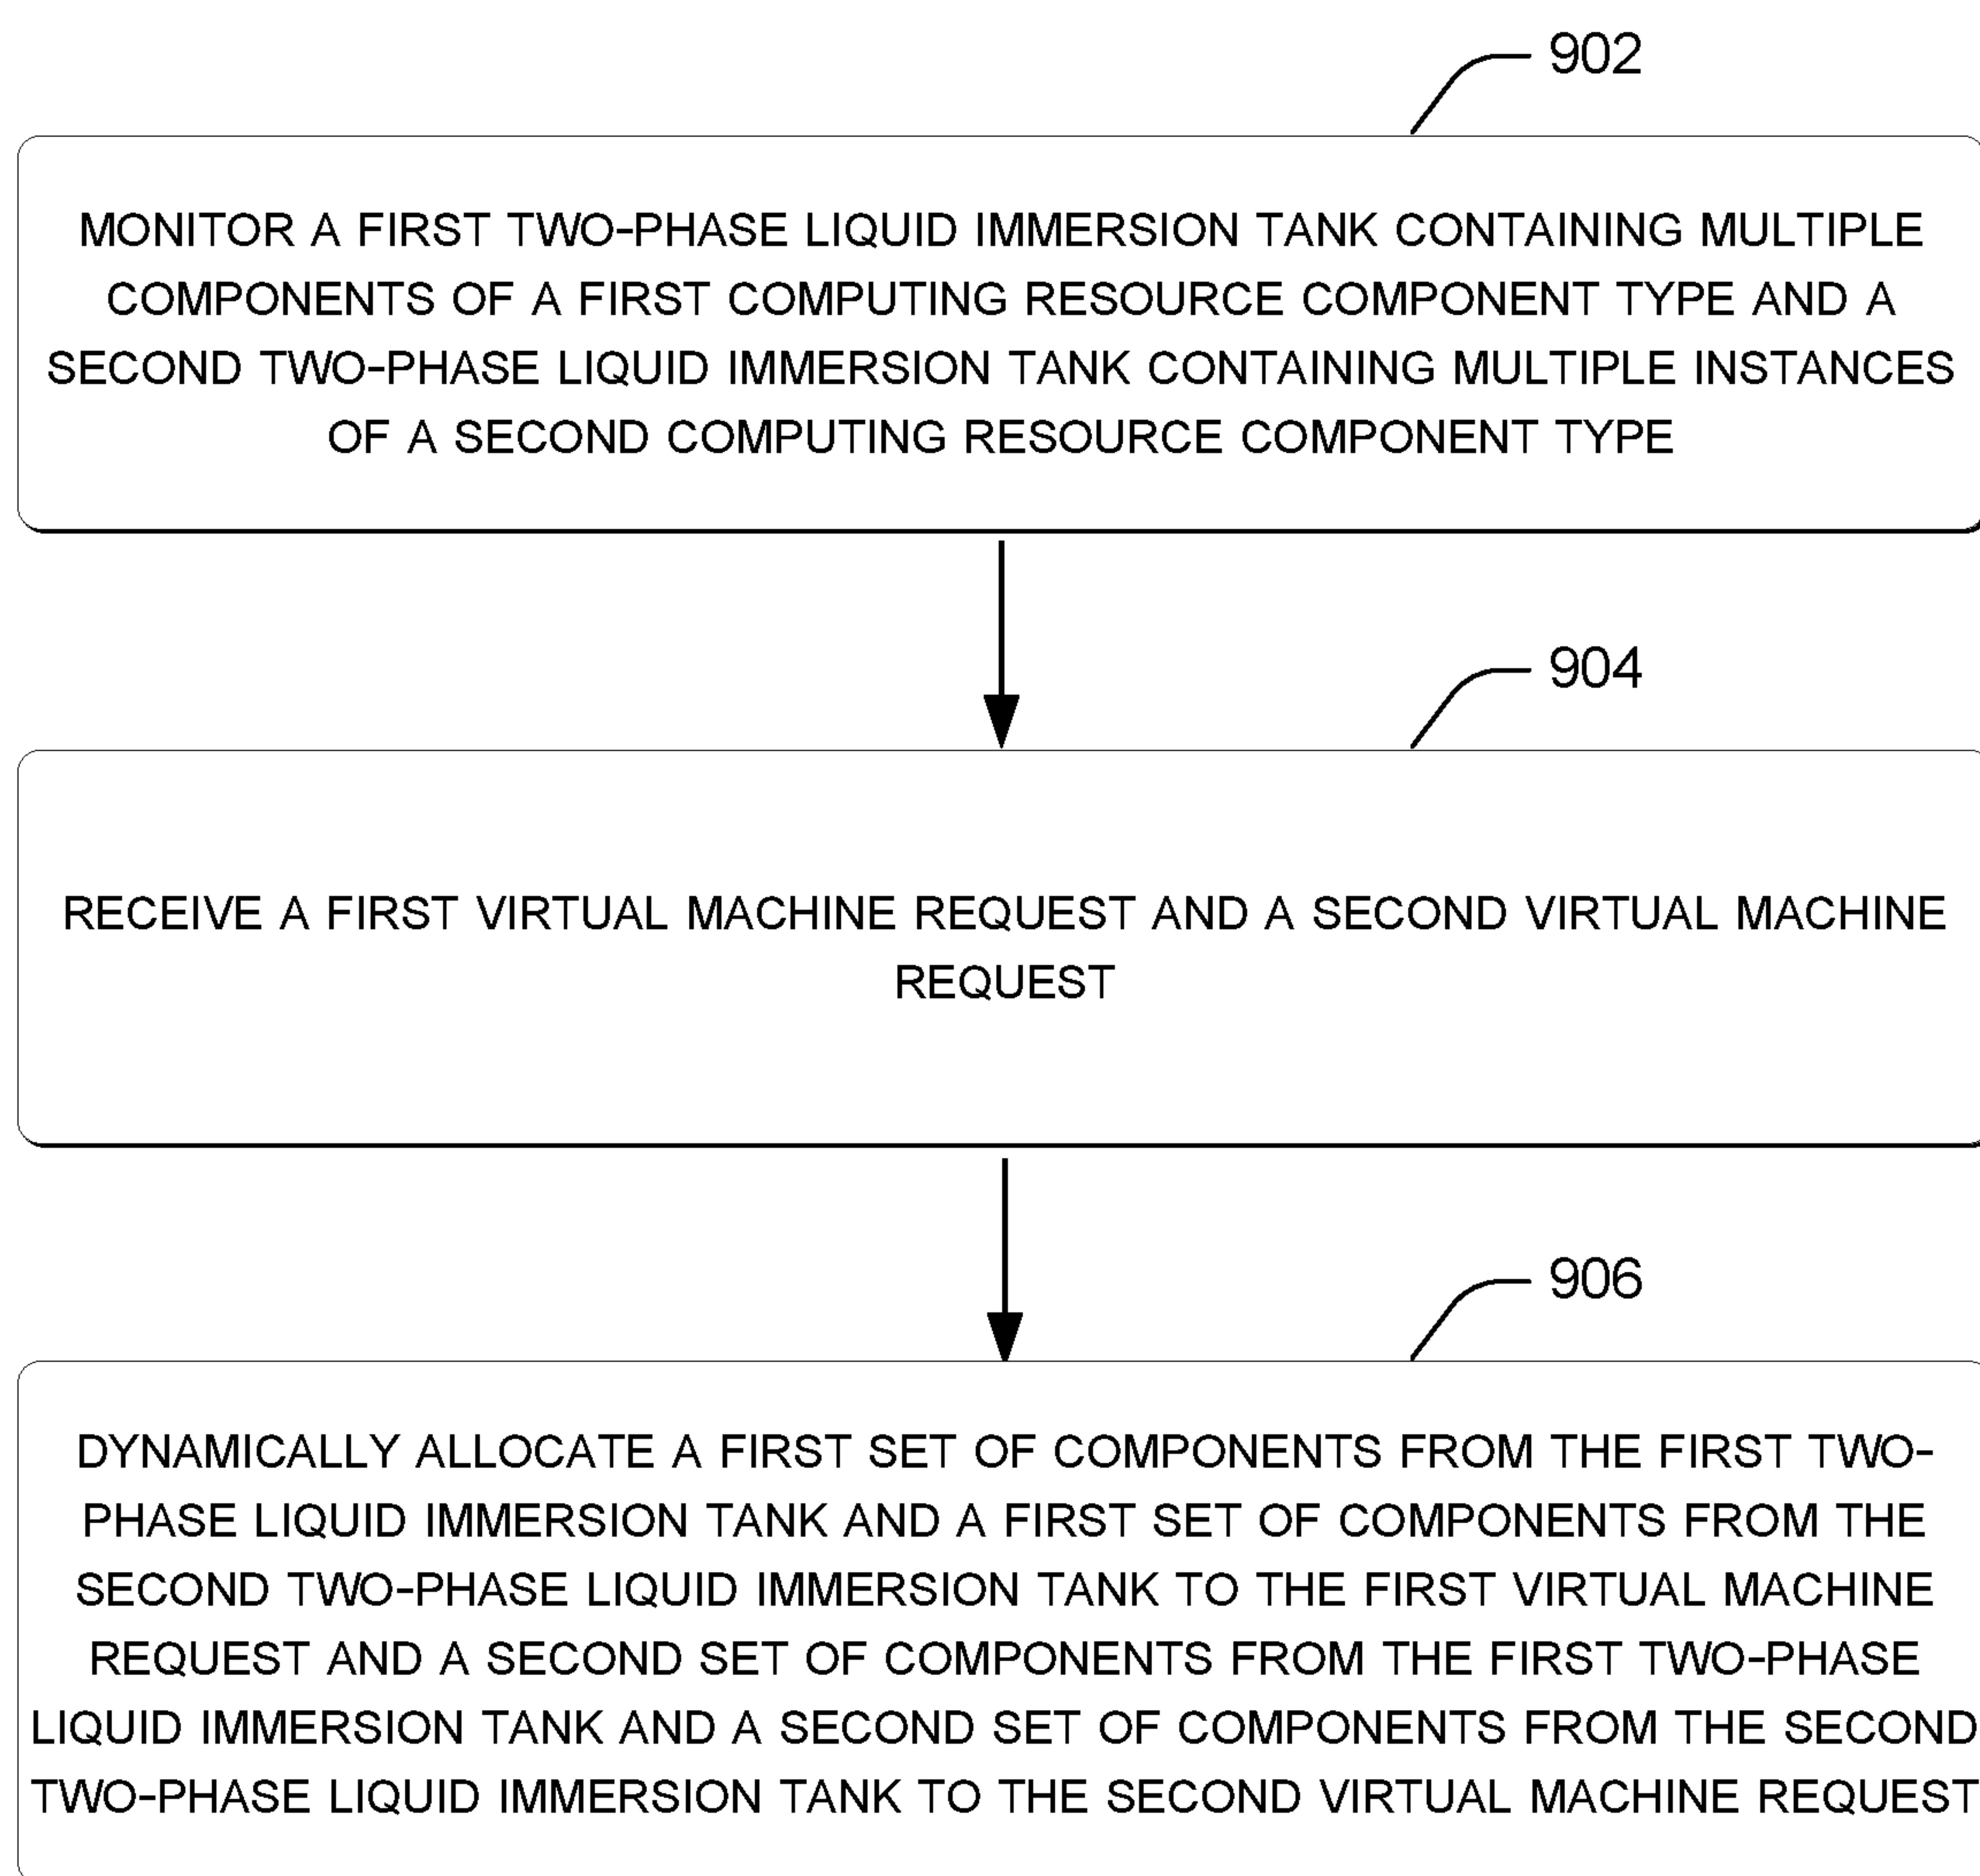 902
MONITOR A FIRST TWO-PHASE LIQUID IMMERSION TANK CONTAINING MULTIPLE
COMPONENTS OF A FIRST COMPUTING RESOURCE COMPONENT TYPE AND A
SECOND TWO-PHASE LIQUID IMMERSION TANK CONTAINING MULTIPLE INSTANCES
OF A SECOND COMPUTING RESOURCE COMPONENT TYPE
904
RECEIVE A FIRST VIRTUAL MACHINE REQUEST AND A SECOND VIRTUAL MACHINE
REQUEST
906
DYNAMICALLY ALLOCATE A FIRST SET OF COMPONENTS FROM THE FIRST TWO-
PHASE LIQUID IMMERSION TANK AND A FIRST SET OF COMPONENTS FROM THE
SECOND TWO-PHASE LIQUID IMMERSION TANK TO THE FIRST VIRTUAL MACHINE
REQUEST AND A SECOND SET OF COMPONENTS FROM THE FIRST TWO-PHASE
LIQUID IMMERSION TANK AND A SECOND SET OF COMPONENTS FROM THE SECOND
TWO-PHASE LIQUID IMMERSION TANK TO THE SECOND VIRTUAL MACHINE REQUEST